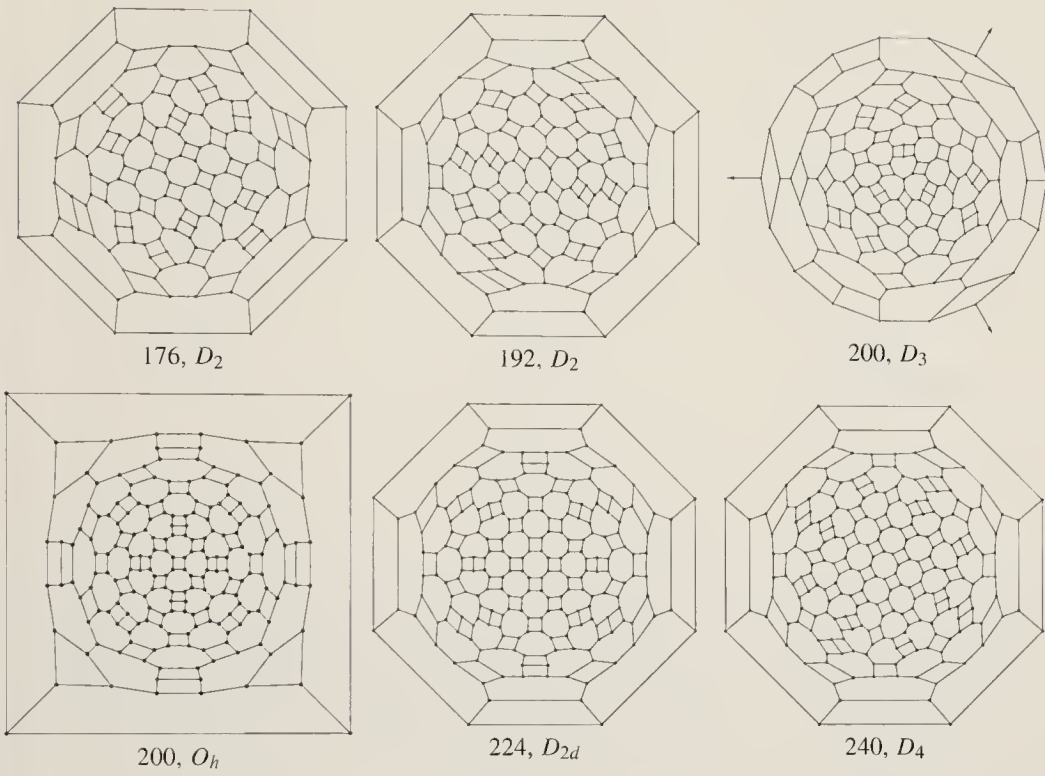 176, D₂
192, D₂
200, D₃
200, Oₕ
224, D₂d
240, D₄